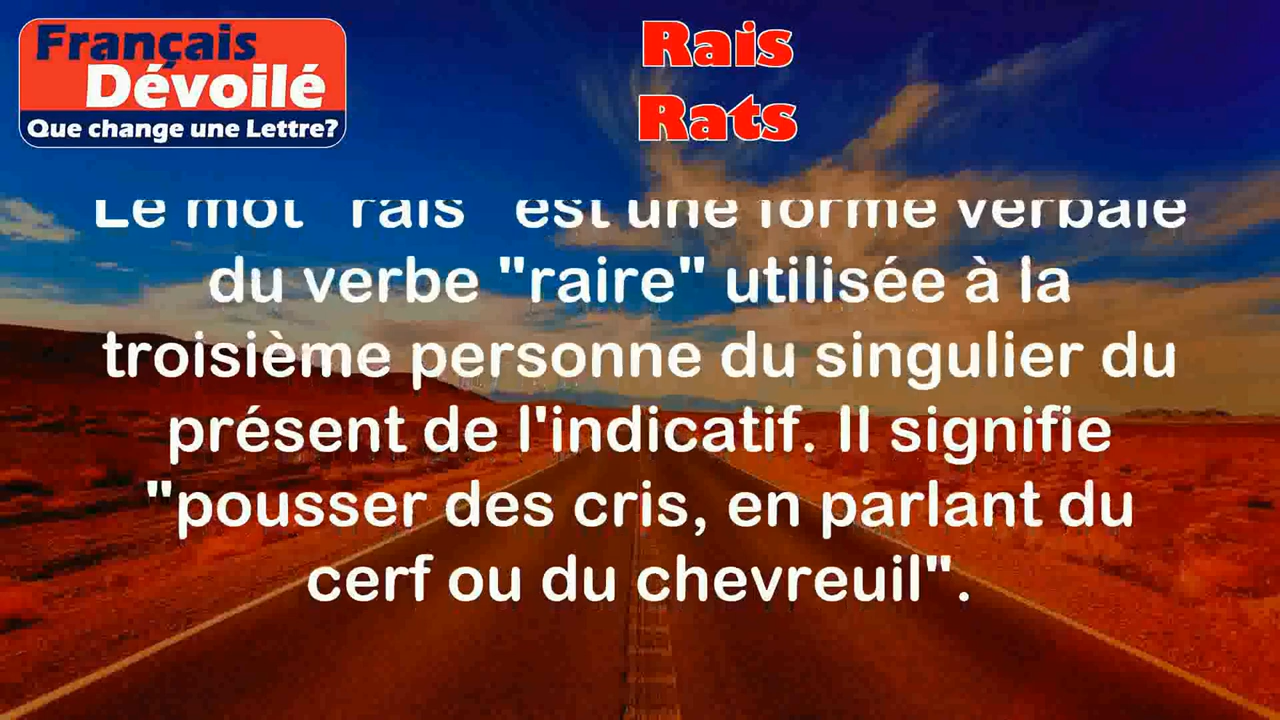 Français
Dévoilé
Que change une Lettre?
Rais
Rats
Le mot "rais" est une forme verbale
du verbe "raire" utilisée à la
troisième personne du singulier du
présent de l'indicatif. Il signifie
"pousser des cris, en parlant du
cerf ou du chevreuil".